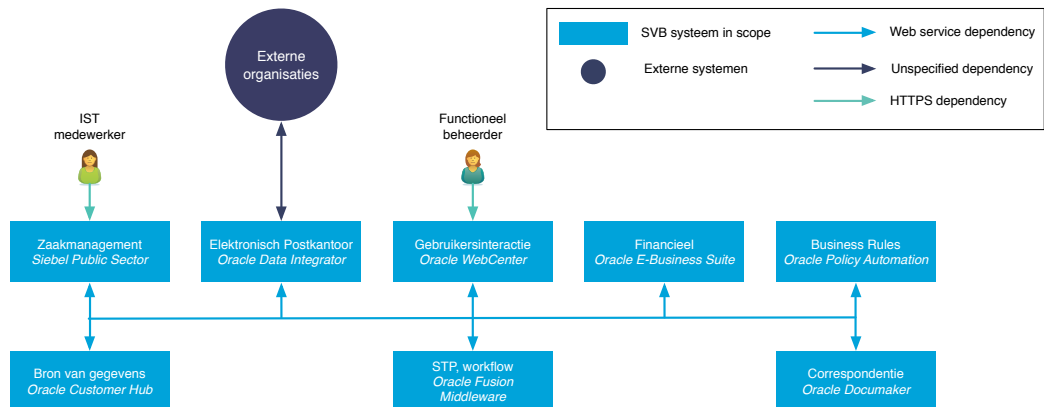 Externe
organisaties
SVB systeem in scope
Web service dependency
Externe systemen
Unspecified dependency
HTTPS dependency
IST
medewerker
Functioneel
beheerder
Zaakmanagement
Siebel Public Sector
Elektronisch Postkantoor
Oracle Data Integrator
Gebruikersinteractie
Oracle WebCenter
Financieel
Oracle E-Business Suite
Business Rules
Oracle Policy Automation
Bron van gegevens
Oracle Customer Hub
STP, workflow
Oracle Fusion
Middleware
Correspondentie
Oracle Documaker